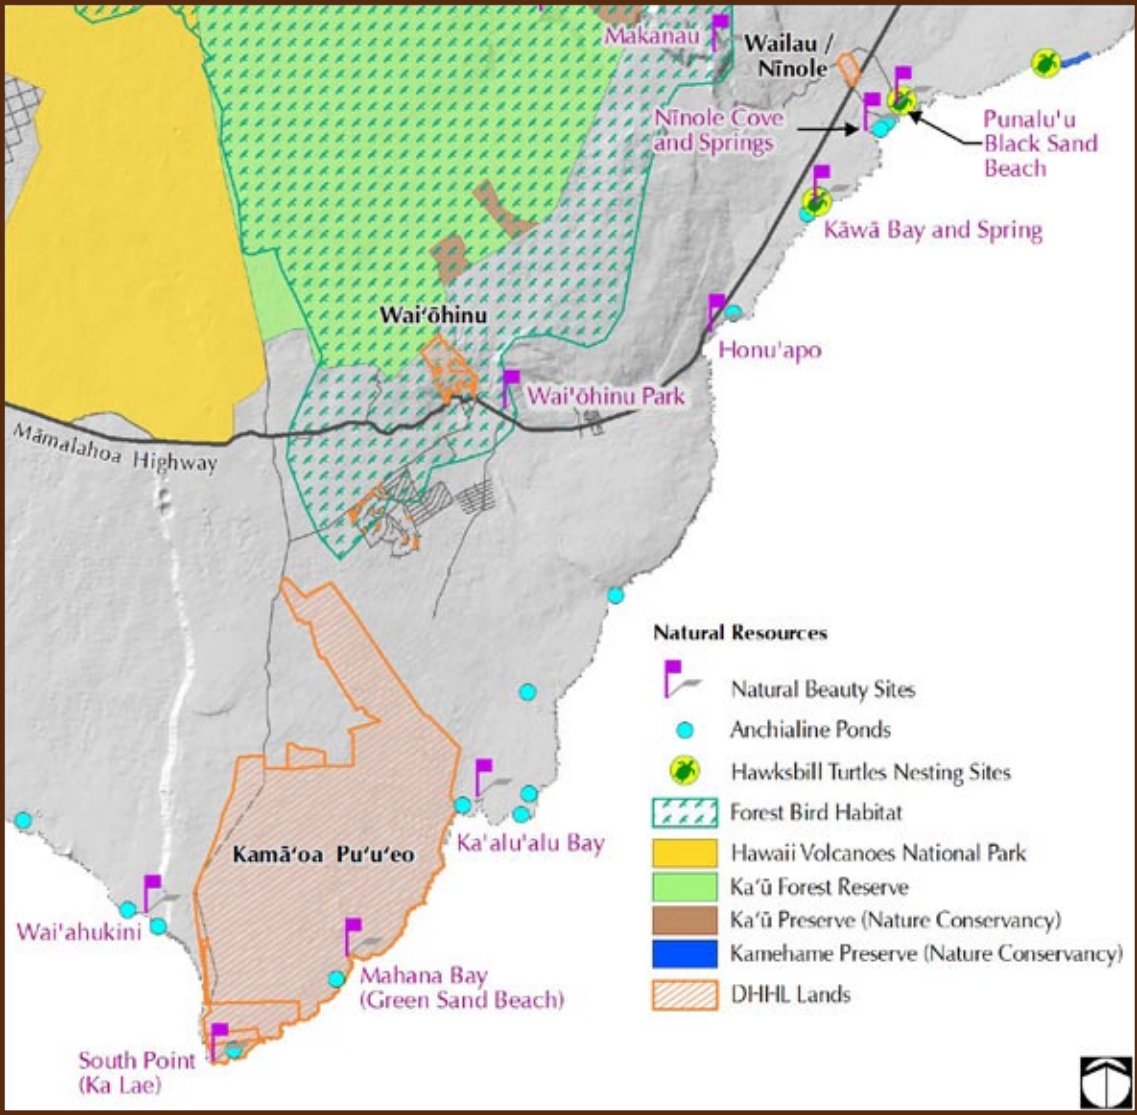 Makanau
Wailau /
Nīnole
Nīnole Cove
and Springs
Punalu'u
Black Sand
Beach
Kāwā Bay and Spring
Wai‘ōhinu
Honu'apo
Wai'ōhinu Park
Māmalahoa Highway
Natural Resources
Natural Beauty Sites
Anchialine Ponds
Hawksbill Turtles Nesting Sites
Forest Bird Habitat
Hawaii Volcanoes National Park
Ka‘ū Forest Reserve
Ka‘ū Preserve (Nature Conservancy)
Kamehame Preserve (Nature Conservancy)
DHHL Lands
Ka'alu'alu Bay
Kamā‘oa Pu‘u‘eo
Wai'ahukini
Mahana Bay
(Green Sand Beach)
South Point
(Ka Lae)